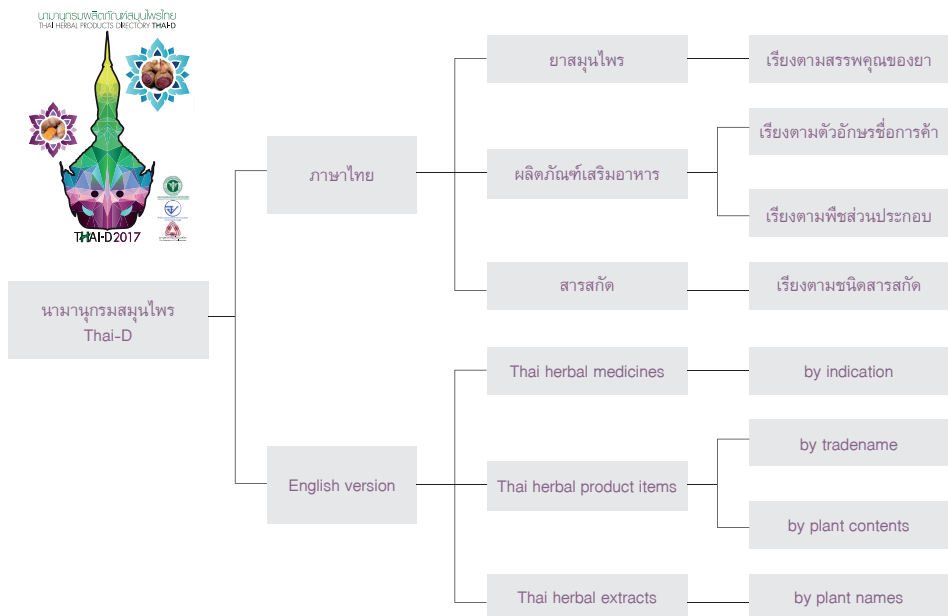 นามานุกรมผลิตภัณฑ์สมุนไพรไทย
THAI HERBAL PRODUCTS DIRECTORY THAI-D
THAI-D2017
นามานุกรมสมุนไพร
Thai-D
ภาษาไทย
ยาสมุนไพร
เรียงตามสรรพคุณของยา
ผลิตภัณฑ์เสริมอาหาร
เรียงตามตัวอักษรชื่อการค้า
เรียงตามพืชส่วนประกอบ
สารสกัด
เรียงตามชนิดสารสกัด
English version
Thai herbal medicines
by indication
Thai herbal product items
by tradename
by plant contents
Thai herbal extracts
by plant names